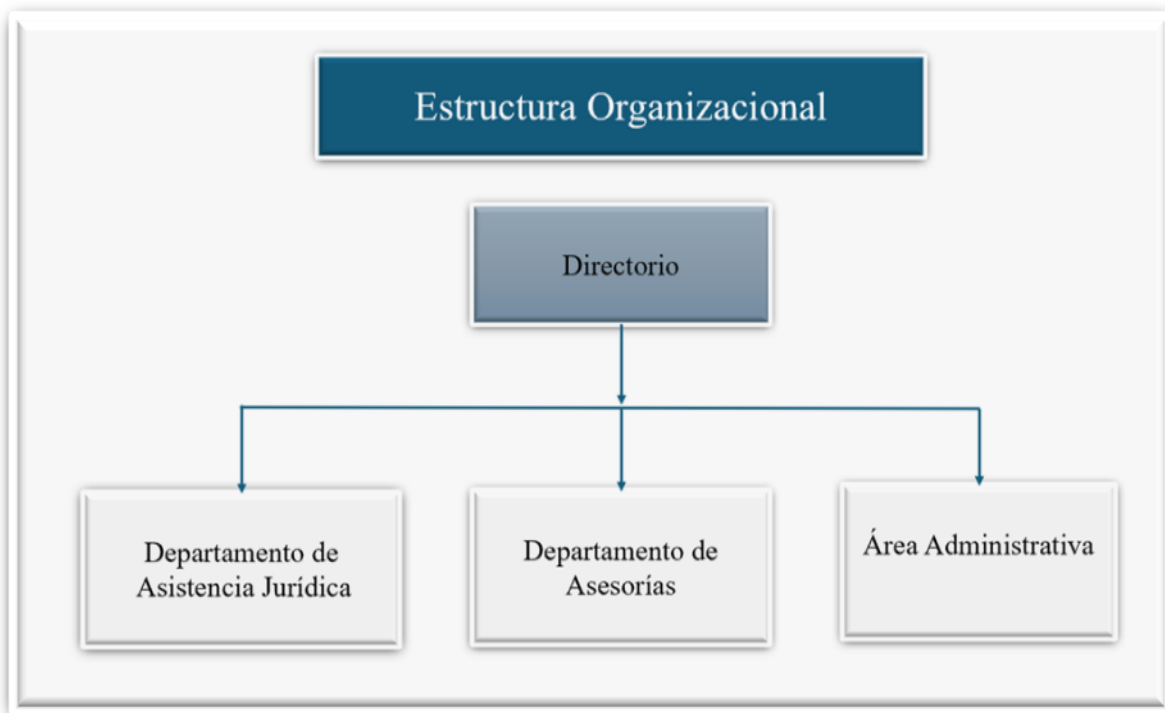 Estructura Organizacional
Directorio
Departamento de
Asistencia Jurídica
Departamento de
Asesorías
Área Administrativa